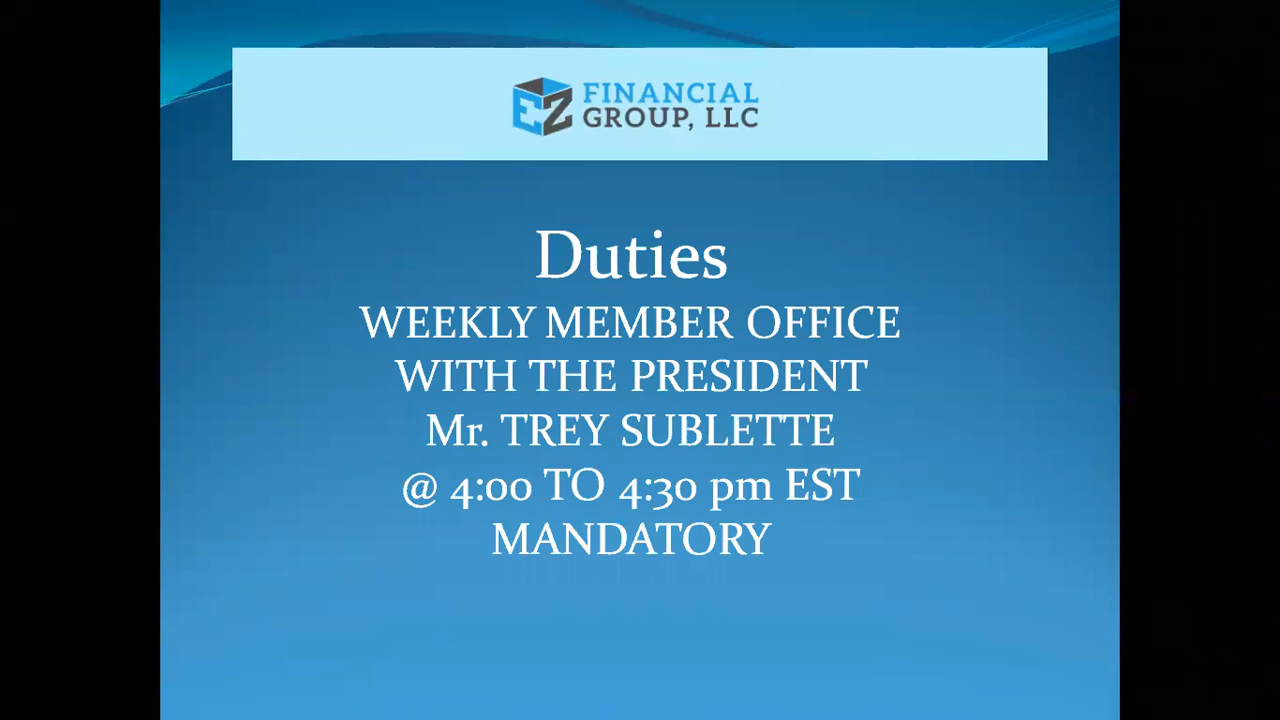 EZ FINANCIAL
GROUP, LLC
Duties
WEEKLY MEMBER OFFICE
WITH THE PRESIDENT
Mr. TREY SUBLETTE
@ 4:00 TO 4:30 pm EST
MANDATORY